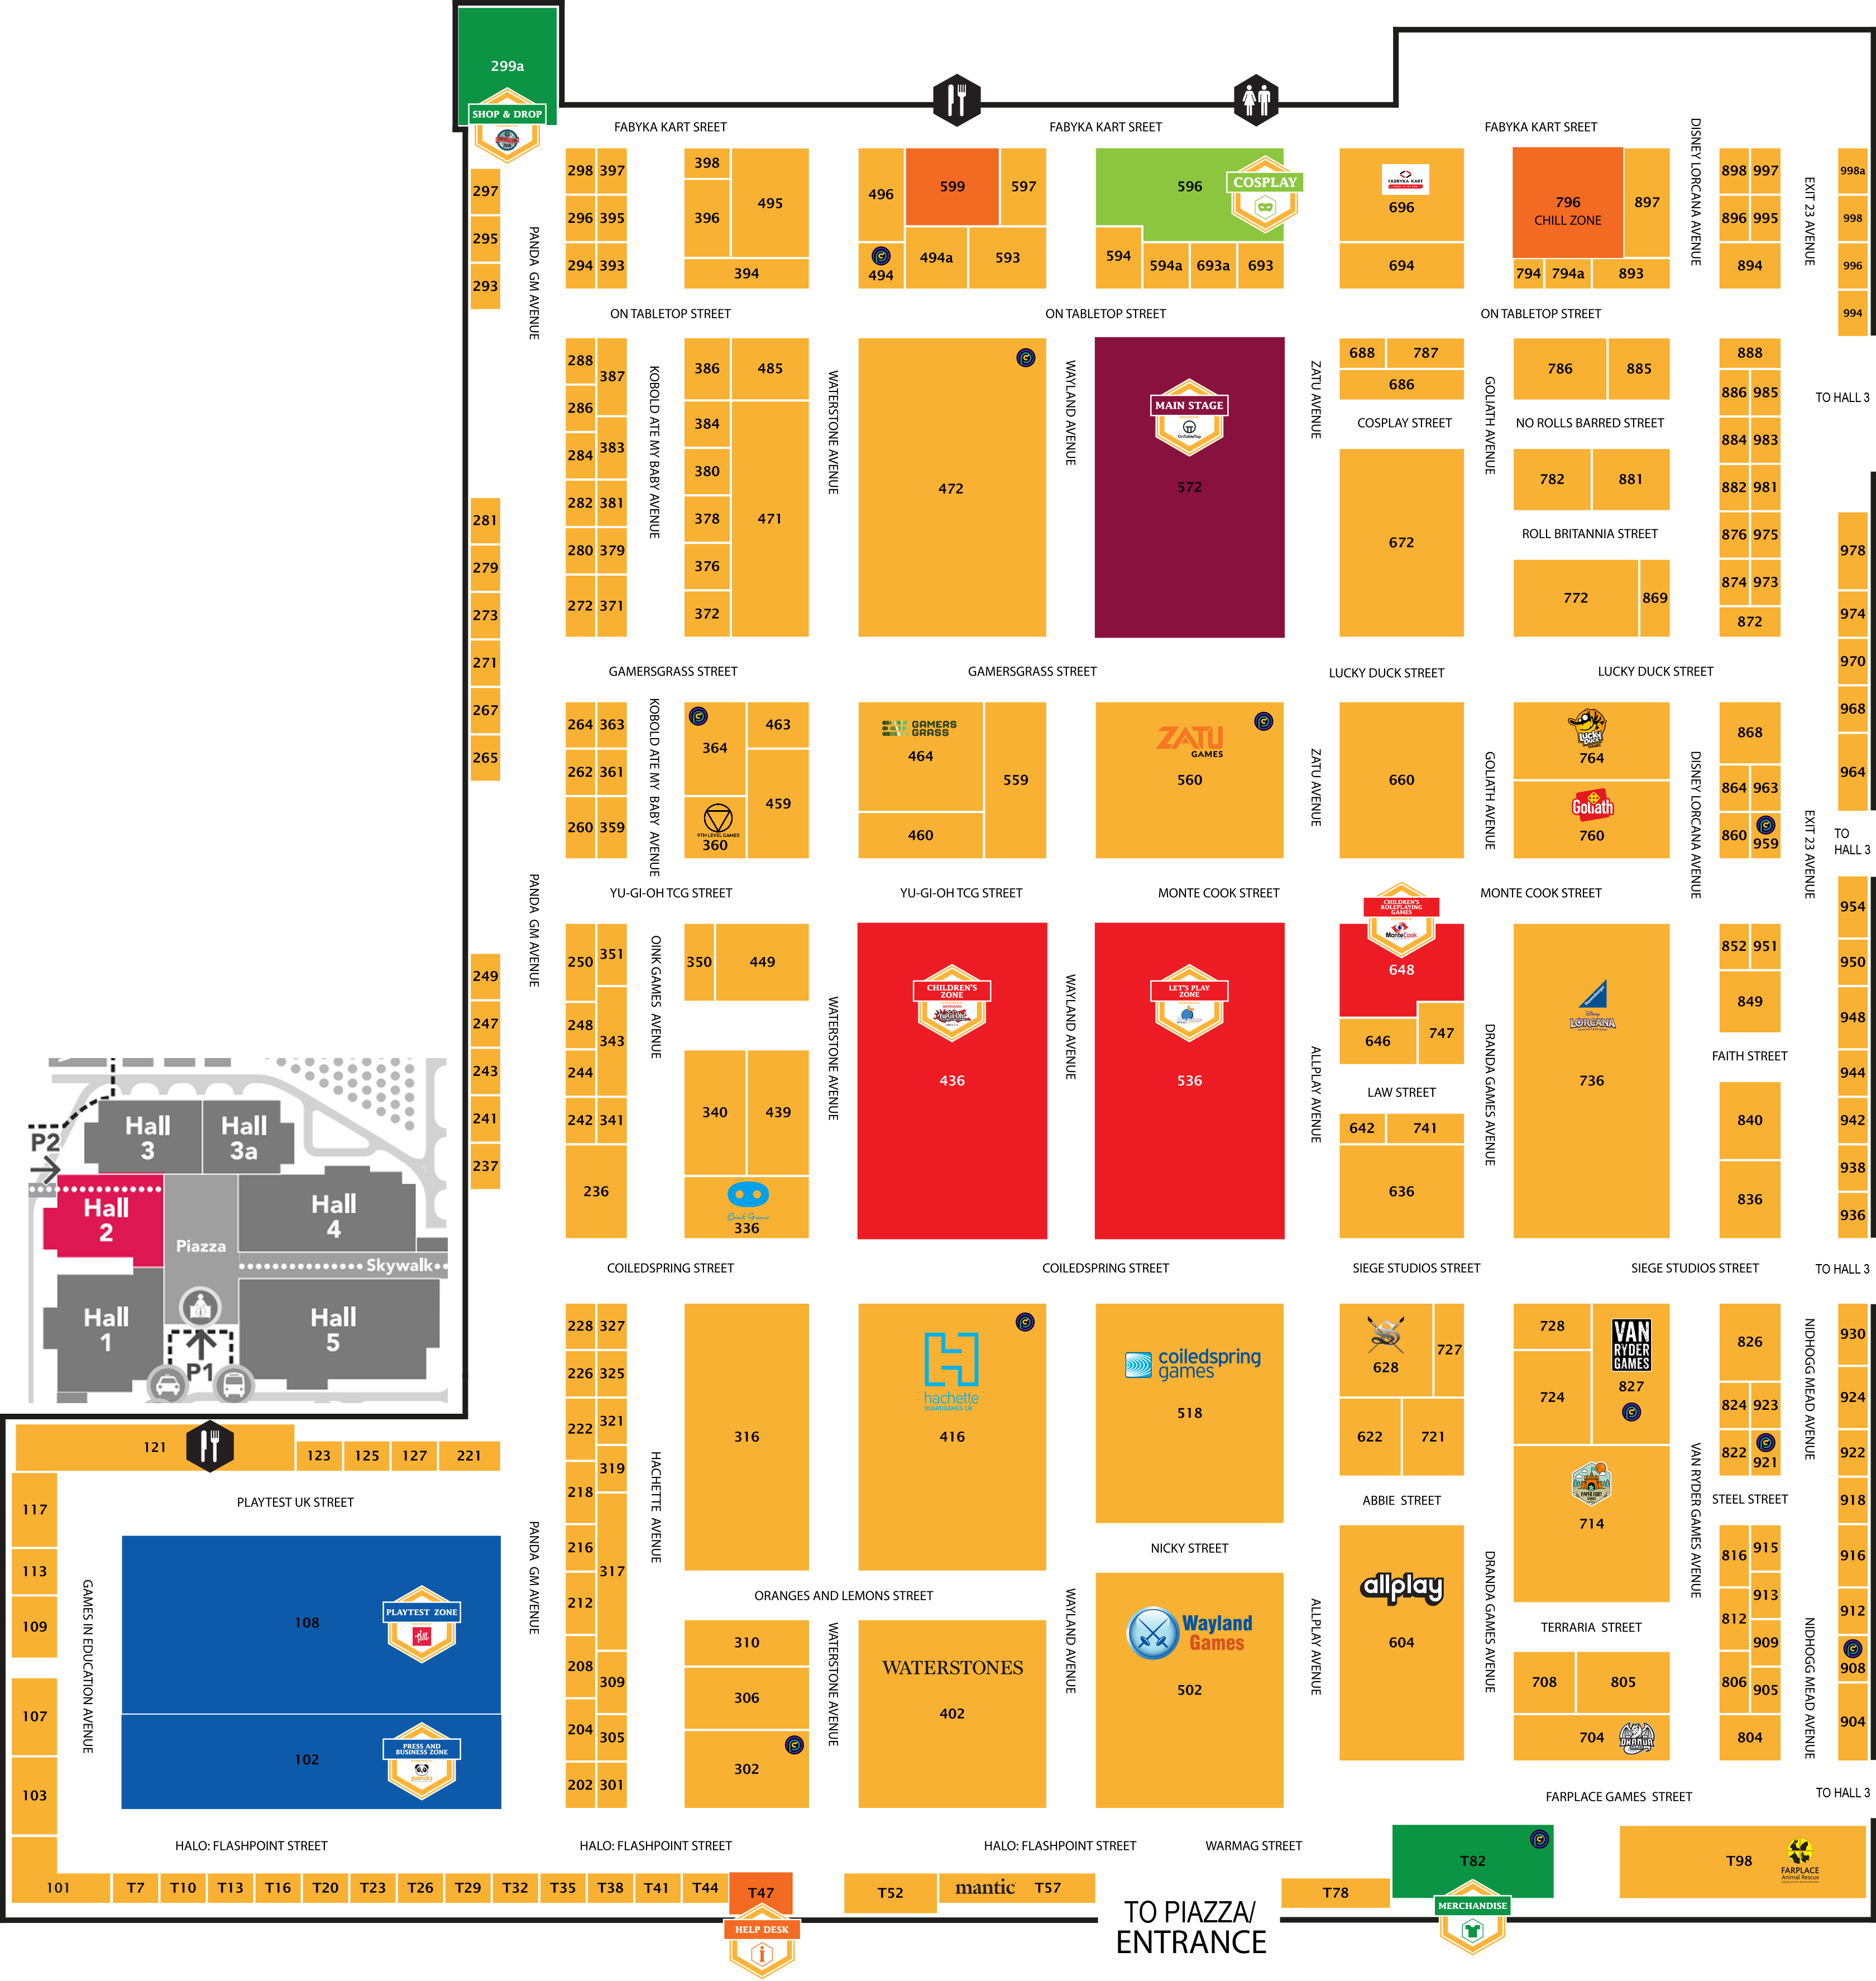 299a
SHOP & DROP
FABYKA KART SREET
FABYKA KART SREET
FABYKA KART SREET
DISNEY LORCANA AVENUE
EXIT 23 AVENUE
297
295
293
PANDA GM AVENUE
298 397
296 395
294 393
398
396
495
394
496
599
597
494
494a
593
596
COSPLAY
594
594a
693a
693
FABYKA KART
696
694
796
CHILL ZONE
897
794
794a
893
898 997
896 995
894
998a
998
996
994
ON TABLETOP STREET
ON TABLETOP STREET
ON TABLETOP STREET
288
387
286
284
383
282 381
280 379
272 371
KOBOLD ATE MY BABY AVENUE
386
485
384
380
378
376
372
471
WATERSTONE AVENUE
472
WAYLAND AVENUE
MAIN STAGE
OnTableTop
572
ZATU AVENUE
688
787
686
COSPLAY STREET
672
GOLIATH AVENUE
786
885
NO ROLLS BARRED STREET
782
881
ROLL BRITANNIA STREET
772
869
888
886 985
884 983
882 981
876 975
874 973
872
TO HALL 3
978
974
970
968
964
281
279
273
271
267
265
GAMERSGRASS STREET
GAMERSGRASS STREET
LUCKY DUCK STREET
LUCKY DUCK STREET
264 363
262 361
260 359
KOBOLD ATE MY BABY AVENUE
364
463
459
9TH LEVEL GAMES
360
GAMERS
GRASS
464
559
460
ZATU
GAMES
560
ZATU AVENUE
660
GOLIATH AVENUE
LUCKY DUCK
764
Goliath
760
DISNEY LORCANA AVENUE
868
864 963
860 959
EXIT 23 AVENUE
TO
HALL 3
YU-GI-OH TCG STREET
YU-GI-OH TCG STREET
MONTE COOK STREET
MONTE COOK STREET
PANDA GM AVENUE
249
247
243
241
237
250
351
248
343
244
242 341
236
OINK GAMES AVENUE
350
449
340
439
Oink Games
336
WATERSTONE AVENUE
CHILDREN'S
ZONE
KONAMI
YU-GI-OH!
436
WAYLAND AVENUE
LET'S PLAY
ZONE
536
ALLPLAY AVENUE
CHILDREN'S
ROLEPLAYING
GAMES
MonteCook
648
646
747
LAW STREET
642
741
636
DRANDA GAMES AVENUE
Ravensburger
Disney
LORCANA
736
852 951
849
FAITH STREET
840
836
954
950
948
944
942
938
936
COILEDSPRING STREET
COILEDSPRING STREET
SIEGE STUDIOS STREET
SIEGE STUDIOS STREET
TO HALL 3
P2
Hall
3
Hall
3a
Hall
2
Hall
4
Piazza
Skywalk
Hall
1
P1
Hall
5
228 327
226 325
222
321
319
218
216
317
212
208
309
204
305
202 301
HACHETTE AVENUE
316
hachette
BOARDGAMES UK
416
coiledspring
games
518
628
727
622
721
ABBIE STREET
728
724
VAN
RYDER
GAMES
827
PAPER FORT
714
VAN RYDER GAMES AVENUE
826
824 923
822 921
STEEL STREET
NIDHOGG MEAD AVENUE
930
924
922
918
916
912
908
904
121
123
125
127
221
PLAYTEST UK STREET
117
113
109
107
103
GAMES IN EDUCATION AVENUE
108
PLAYTEST ZONE
102
PRESS AND
BUSINESS ZONE
panda
PANDA GM AVENUE
ORANGES AND LEMONS STREET
310
306
302
WATERSTONE AVENUE
WATERSTONES
402
WAYLAND AVENUE
NICKY STREET
Wayland
Games
502
ALLPLAY AVENUE
allplay
604
DRANDA GAMES AVENUE
TERRARIA STREET
708
805
704
DRANDA
816
915
913
812
909
806
905
804
NIDHOGG MEAD AVENUE
FARPLACE GAMES STREET
TO HALL 3
HALO: FLASHPOINT STREET
HALO: FLASHPOINT STREET
HALO: FLASHPOINT STREET
WARMAG STREET
101
T7
T10
T13
T16
T20
T23
T26
T29
T32
T35
T38
T41
T44
T47
HELP DESK
T52
mantic
T57
TO PIAZZA/
ENTRANCE
T78
T82
MERCHANDISE
T98
FARPLACE
Animal Rescue